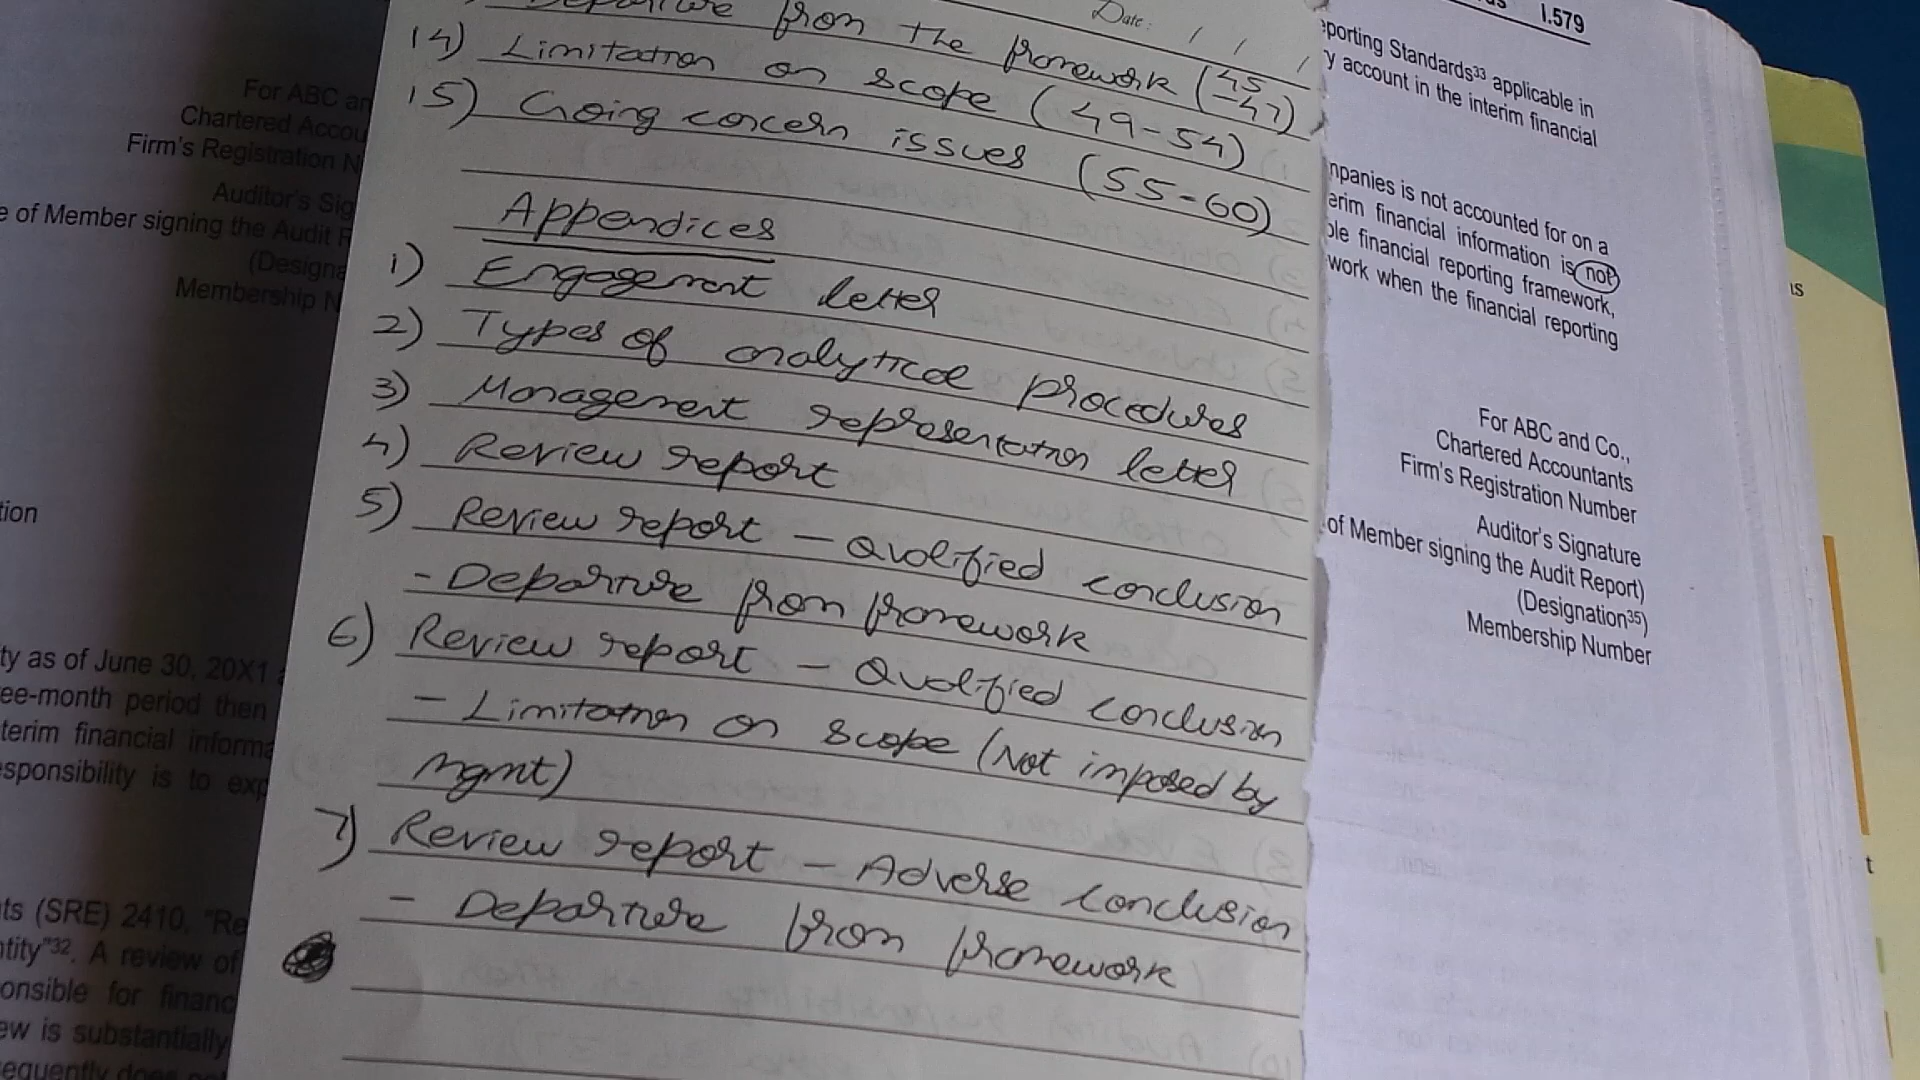 Departure from the framework (45
-47)
14) Limitation on scope (49-54)
15) Going concern issues (55-60)
Appendices
1) Engagement letter
2) Types of analytical procedures
3) Management representation letter
4) Review report
5) Review report - Qualified conclusion
- Departure from framework
6) Review report - Qualified conclusion
- Limitation on scope (Not imposed by
mgmt)
7) Review report - Adverse conclusion
- Departure from framework
Date: / /
For ABC an
Chartered Accou
Firm's Registration N
Auditor's Sig
e of Member signing the Audit R
(Designa
Membership N
tion
ty as of June 30, 20X1
ee-month period then
terim financial informa
sponsibility is to exp
ts (SRE) 2410, "Re
ntity"32. A review of
onsible for financ
ew is substantially
equently does
I.579
porting Standards33 applicable in
y account in the interim financial
mpanies is not accounted for on a
erim financial information is not
ble financial reporting framework,
work when the financial reporting
For ABC and Co.,
Chartered Accountants
Firm's Registration Number
Auditor's Signature
of Member signing the Audit Report)
(Designation35)
Membership Number